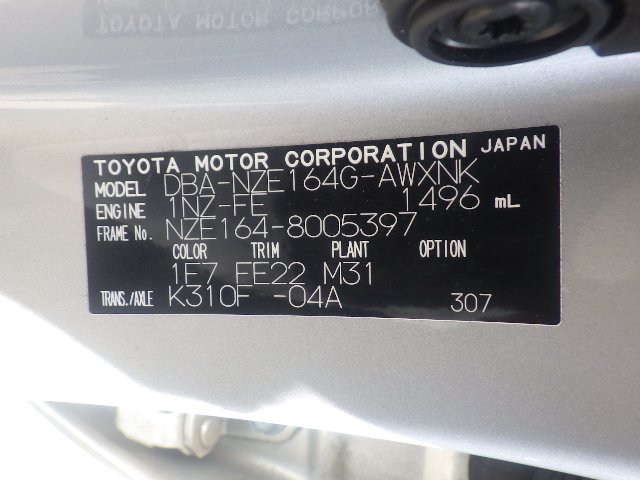 TOYOTA MOTOR CORPORATION JAPAN
MODEL DBA-NZE164G-AWXNK
ENGINE 1NZ-FE 1496 mL
FRAME No. NZE164-8005397
COLOR TRIM PLANT OPTION
1F7 FE22 M31
TRANS./AXLE K310F -04A 307